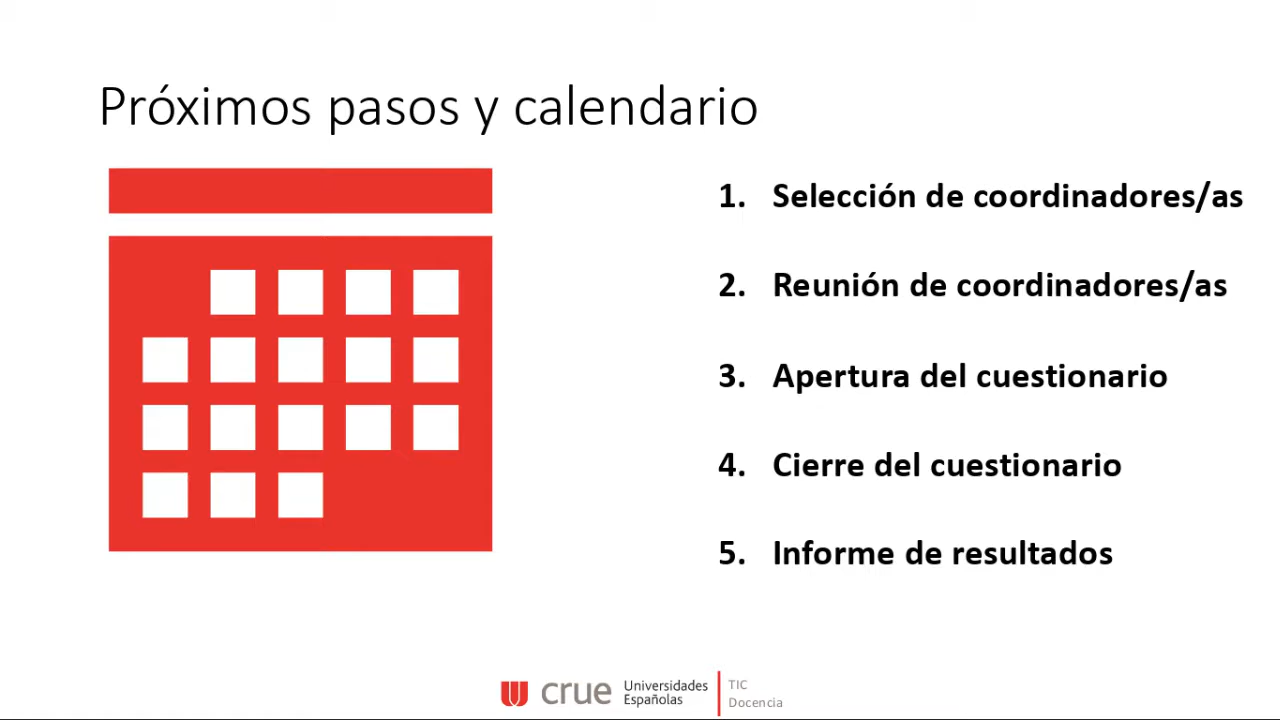 Próximos pasos y calendario
1. Selección de coordinadores/as
2. Reunión de coordinadores/as
3. Apertura del cuestionario
4. Cierre del cuestionario
5. Informe de resultados
crue Universidades Españolas
TIC
Docencia